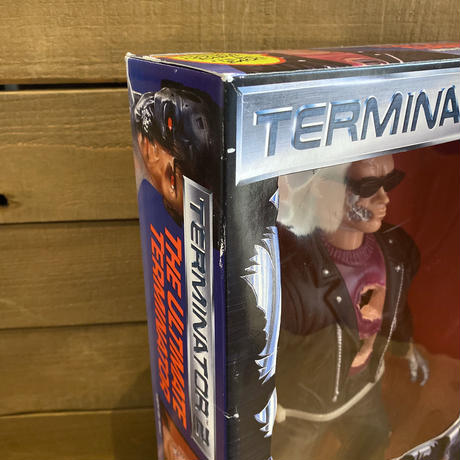 TERMINA
TERMINATOR 2
THE ULTIMATE
TERMINATOR